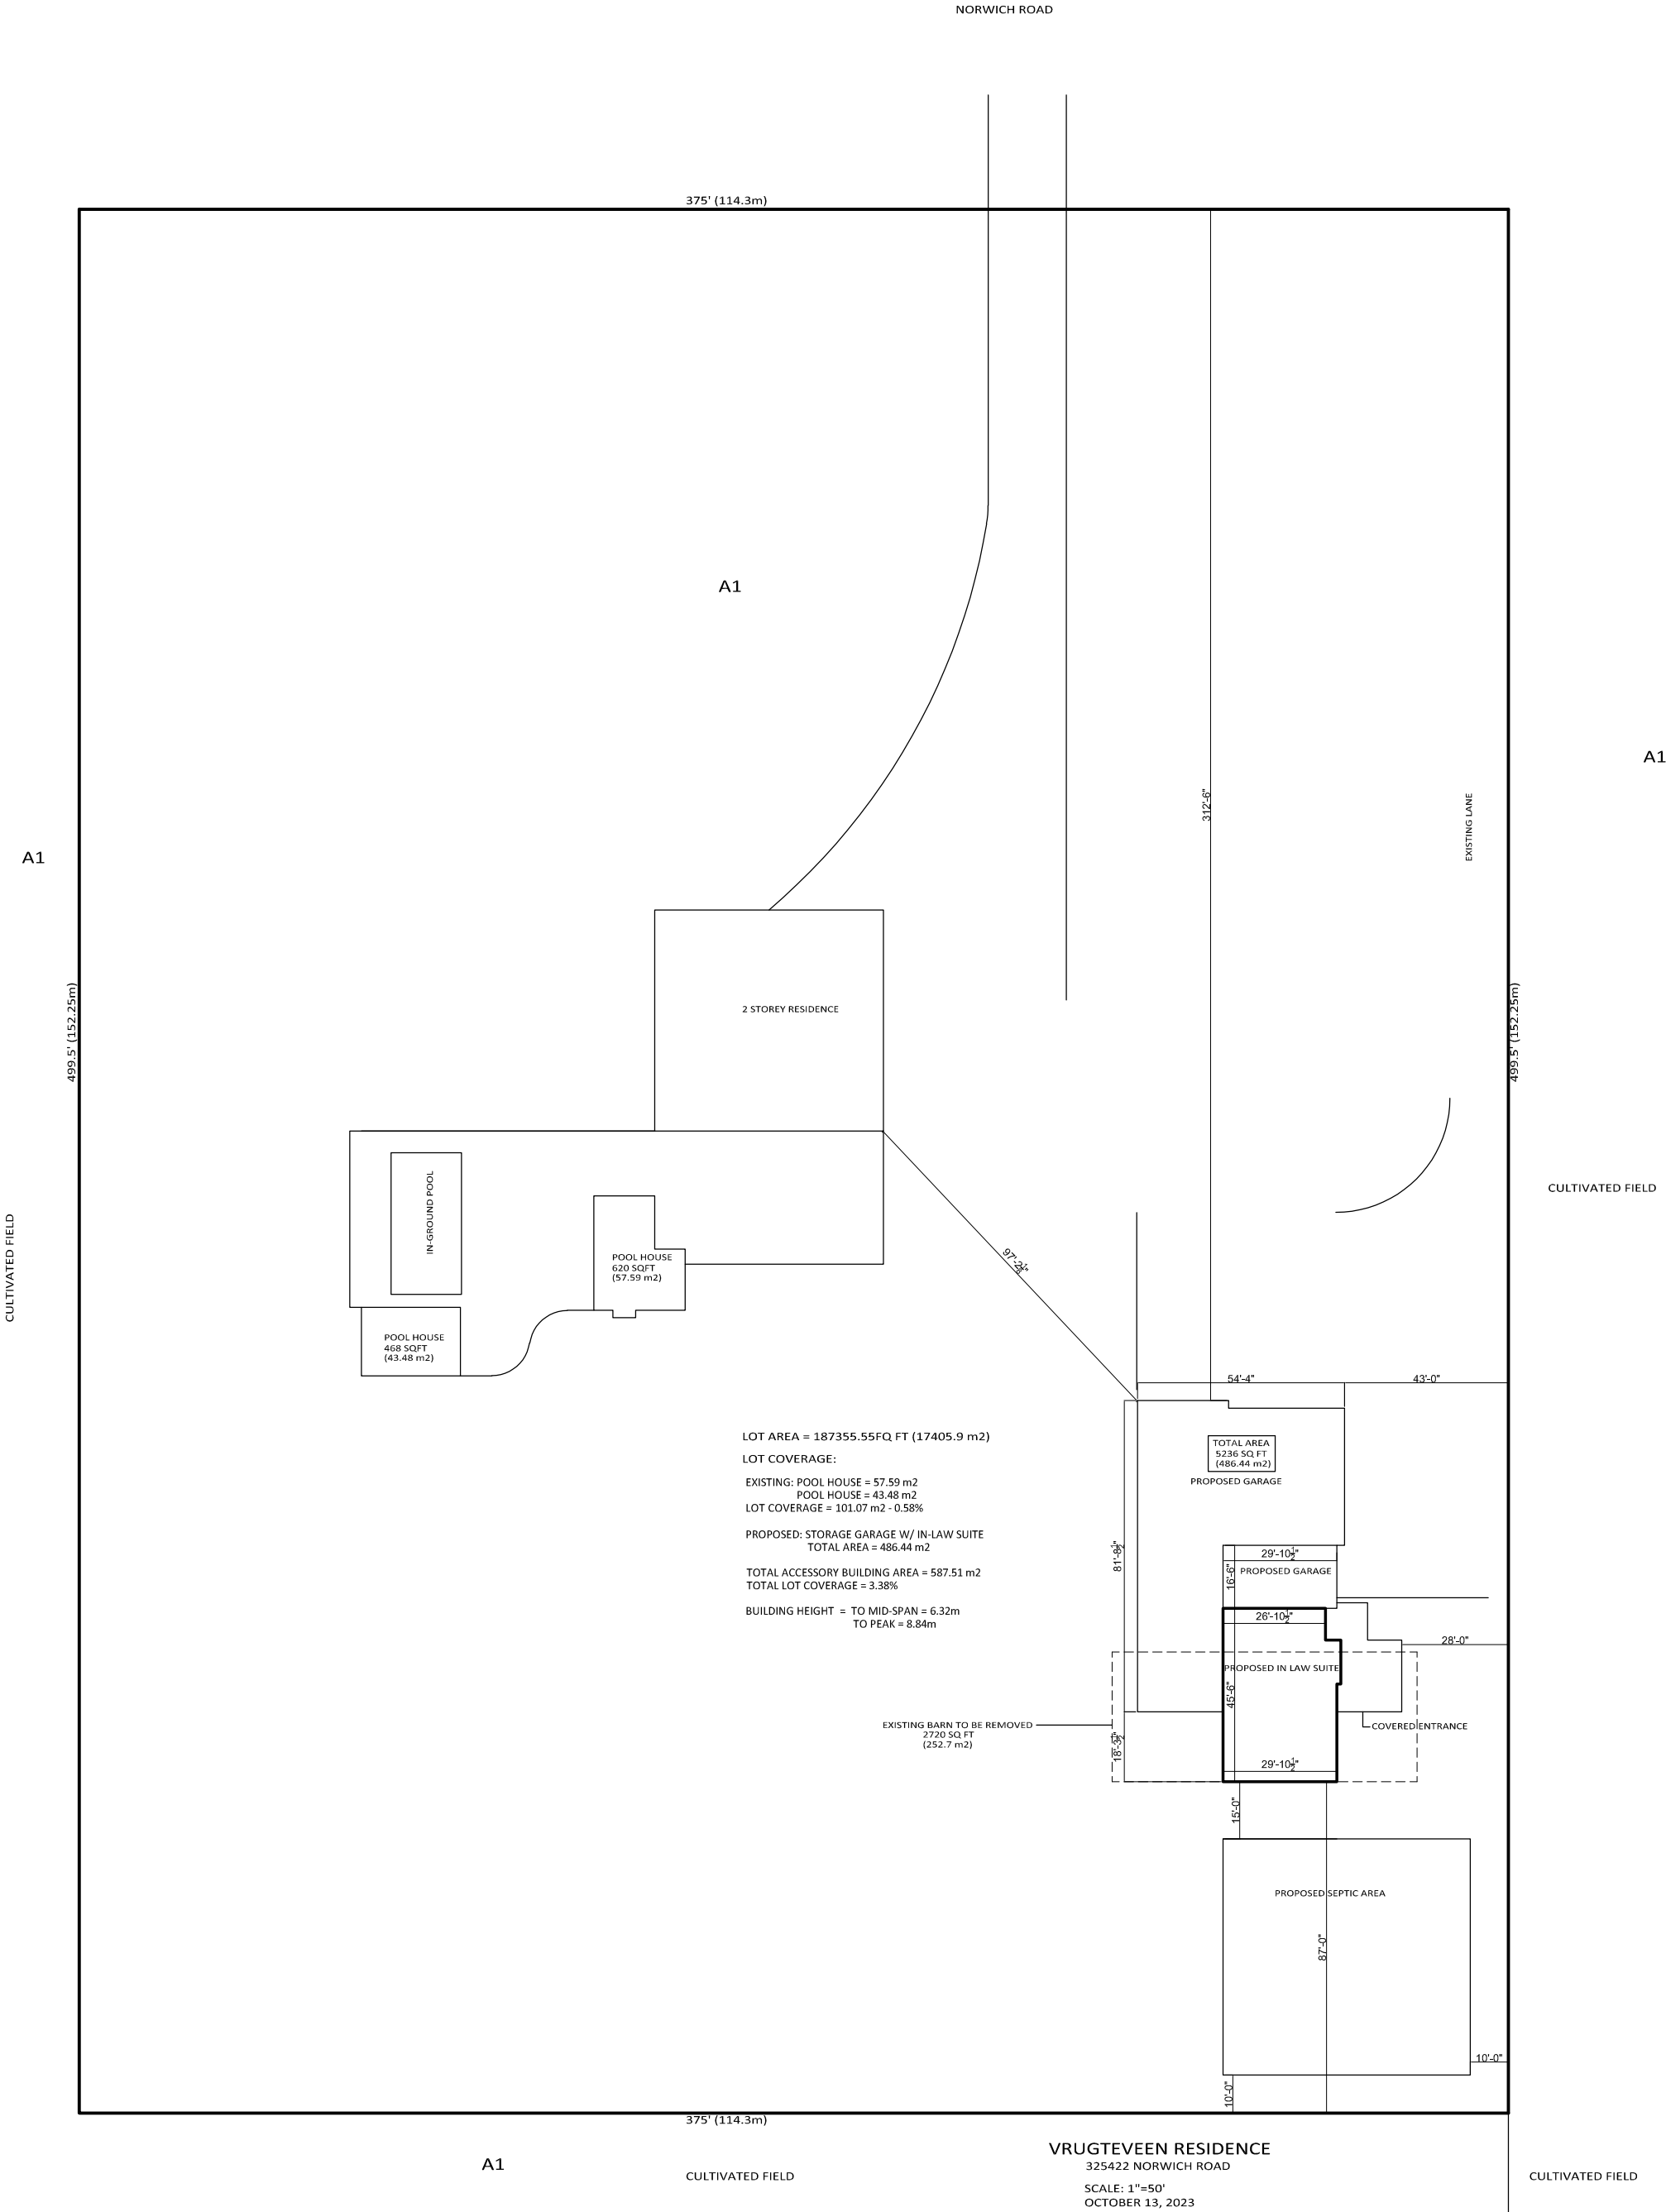 NORWICH ROAD
375' (114.3m)
A1
A1
312'-6"
EXISTING LANE
A1
499.5' (152.25m)
2 STOREY RESIDENCE
499.5' (152.25m)
CULTIVATED FIELD
CULTIVATED FIELD
IN-GROUND POOL
POOL HOUSE
620 SQFT
(57.59 m2)
97'-2¼"
POOL HOUSE
468 SQFT
(43.48 m2)
54'-4"
43'-0"
LOT AREA = 187355.55FQ FT (17405.9 m2)
LOT COVERAGE:
EXISTING: POOL HOUSE = 57.59 m2
POOL HOUSE = 43.48 m2
LOT COVERAGE = 101.07 m2 - 0.58%
PROPOSED: STORAGE GARAGE W/ IN-LAW SUITE
TOTAL AREA = 486.44 m2
TOTAL ACCESSORY BUILDING AREA = 587.51 m2
TOTAL LOT COVERAGE = 3.38%
BUILDING HEIGHT = TO MID-SPAN = 6.32m
TO PEAK = 8.84m
TOTAL AREA
5236 SQ FT
(486.44 m2)
PROPOSED GARAGE
81'-8½"
29'-10½"
16'-6"
PROPOSED GARAGE
26'-10½"
28'-0"
PROPOSED IN LAW SUITE
45'-6"
EXISTING BARN TO BE REMOVED
2720 SQ FT
(252.7 m2)
COVERED ENTRANCE
18'-3½"
29'-10½"
15'-0"
PROPOSED SEPTIC AREA
87'-0"
10'-0"
10'-0"
375' (114.3m)
A1
CULTIVATED FIELD
VRUGTEVEEN RESIDENCE
325422 NORWICH ROAD
SCALE: 1"=50'
OCTOBER 13, 2023
CULTIVATED FIELD